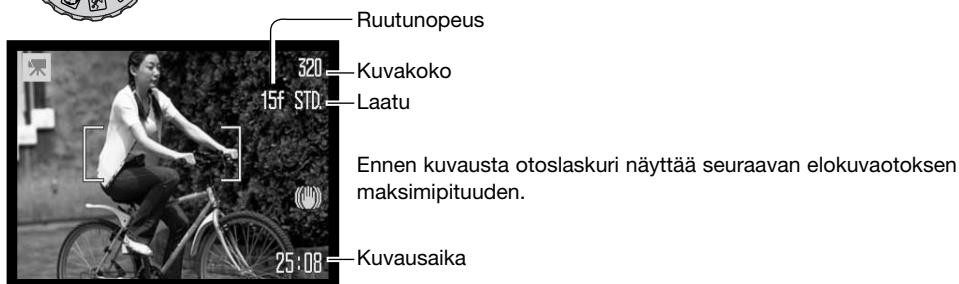 Ruutunopeus
320
Kuvakoko
15f STD.
Laatu
Ennen kuvausta otoslaskuri näyttää seuraavan elokuvaotoksen
maksimipituuden.
25:08
Kuvausaika